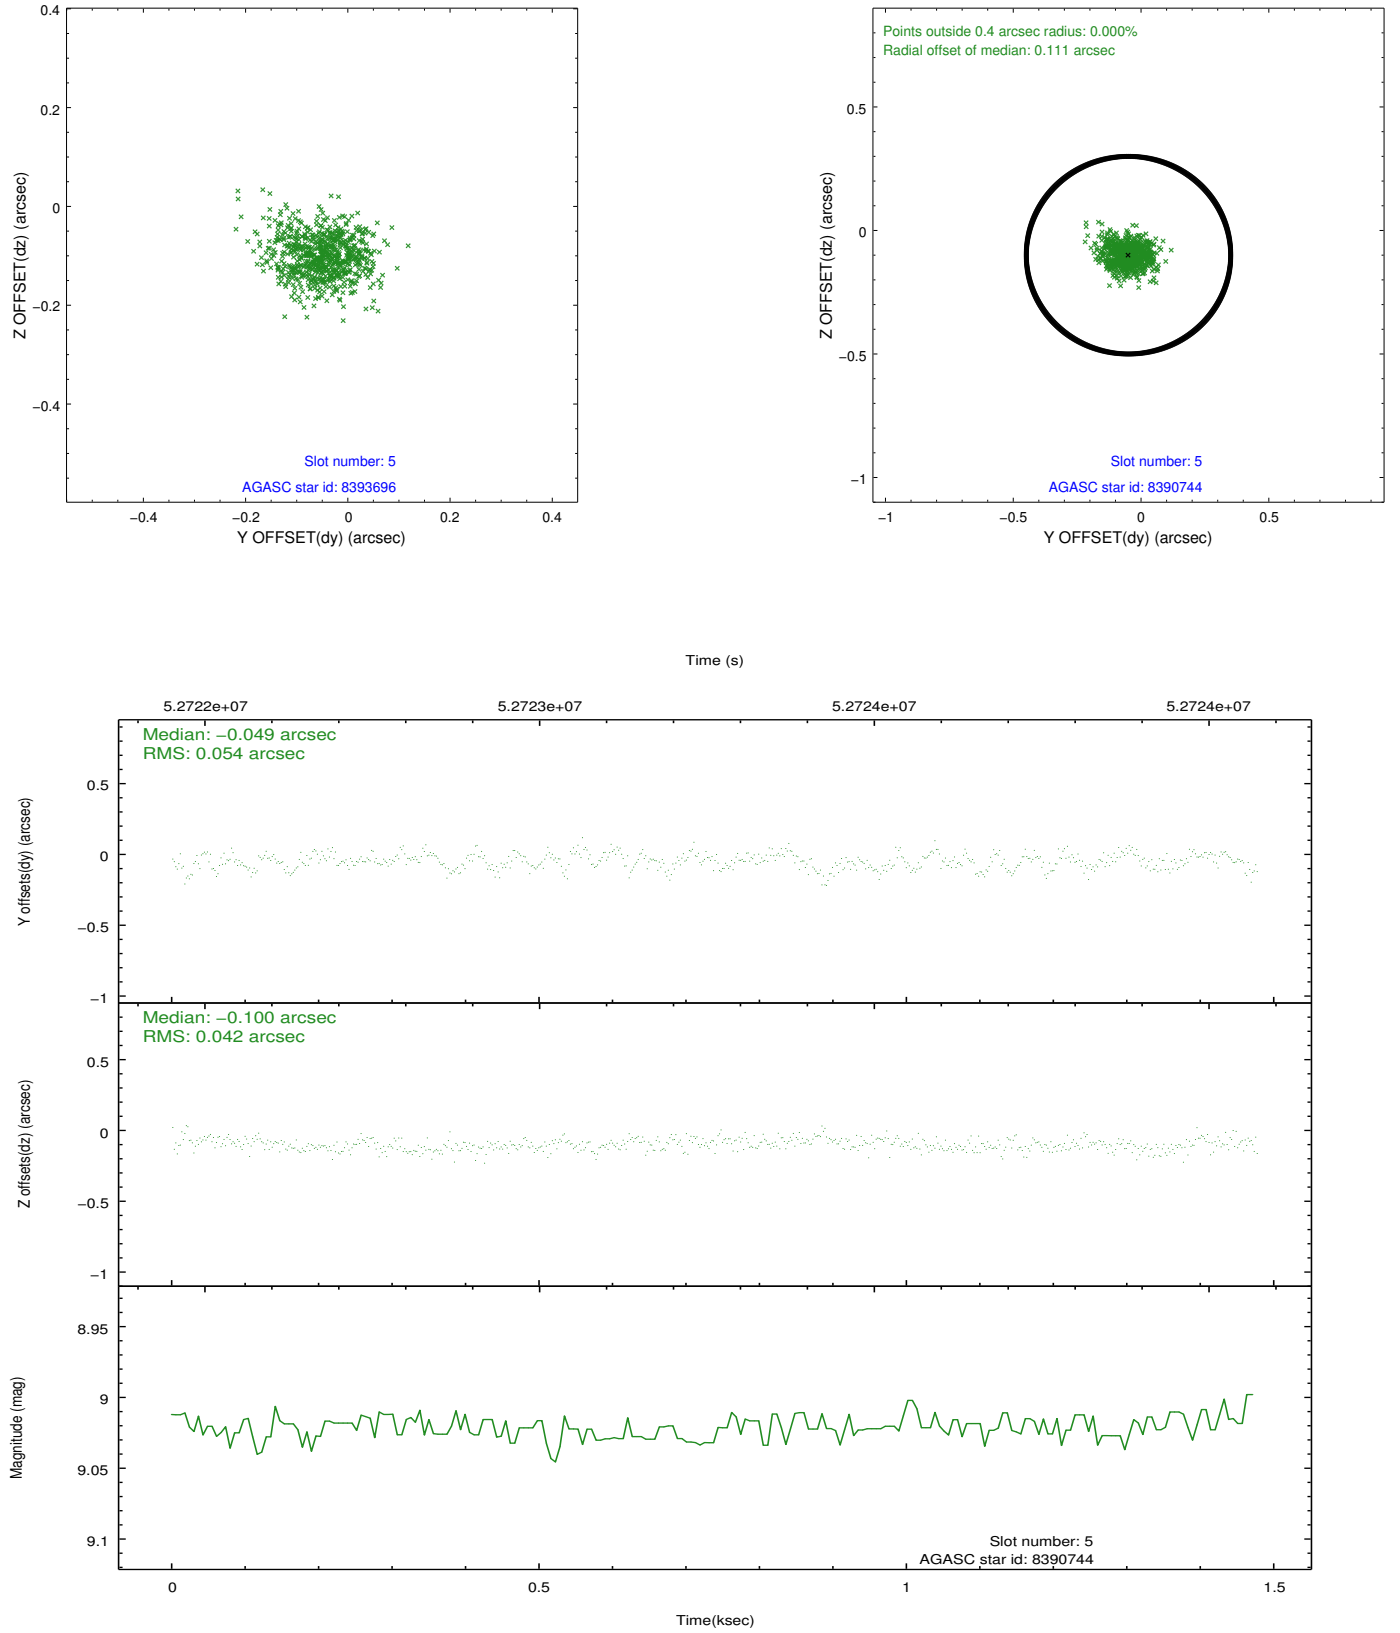 0.4
0.2
0
−0.2
−0.4
Z OFFSET(dz) (arcsec)
Slot number: 5
AGASC star id: 8393696
−0.4 −0.2 0 0.2 0.4
Y OFFSET(dy) (arcsec)
Points outside 0.4 arcsec radius: 0.000%
Radial offset of median: 0.111 arcsec
0.5
0
−0.5
−1
Z OFFSET(dz) (arcsec)
Slot number: 5
AGASC star id: 8390744
−1 −0.5 0 0.5
Y OFFSET(dy) (arcsec)
Time (s)
5.2722e+07 5.2723e+07 5.2724e+07 5.2724e+07
Median: −0.049 arcsec
RMS: 0.054 arcsec
0.5
0
−0.5
−1
Y offsets(dy) (arcsec)
Median: −0.100 arcsec
RMS: 0.042 arcsec
0.5
0
−0.5
−1
Z offsets(dz) (arcsec)
8.95
9
9.05
9.1
Magnitude (mag)
Slot number: 5
AGASC star id: 8390744
0 0.5 1 1.5
Time(ksec)